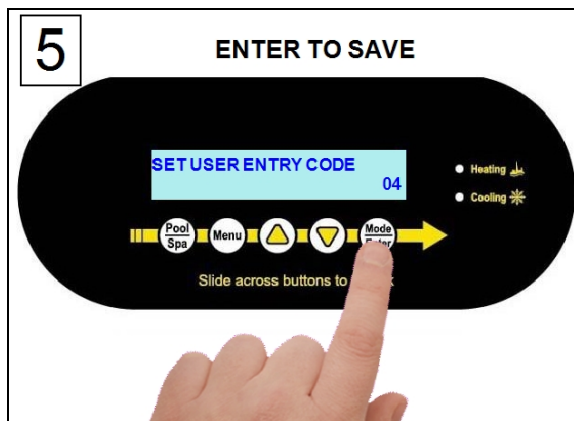 5
ENTER TO SAVE
SET USER ENTRY CODE
04
Heating
Cooling
Pool
Spa
Menu
Mode
Slide across buttons to